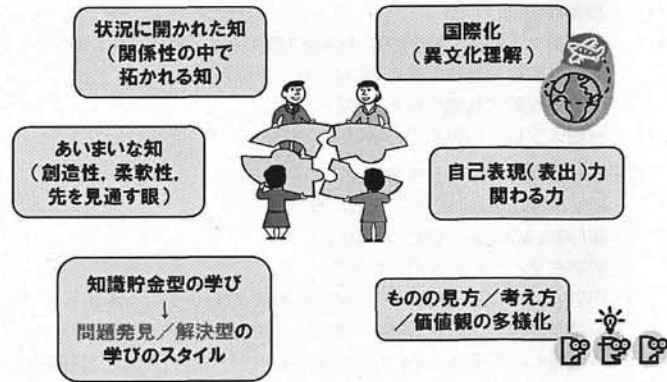 状況に開かれた知
(関係性の中で
拓かれる知)
国際化
(異文化理解)
あいまいな知
(創造性,柔軟性,
先を見通す眼)
自己表現(表出)力
関わる力
知識貯金型の学び
↓
問題発見/解決型の
学びのスタイル
ものの見方/考え方
/価値観の多様化